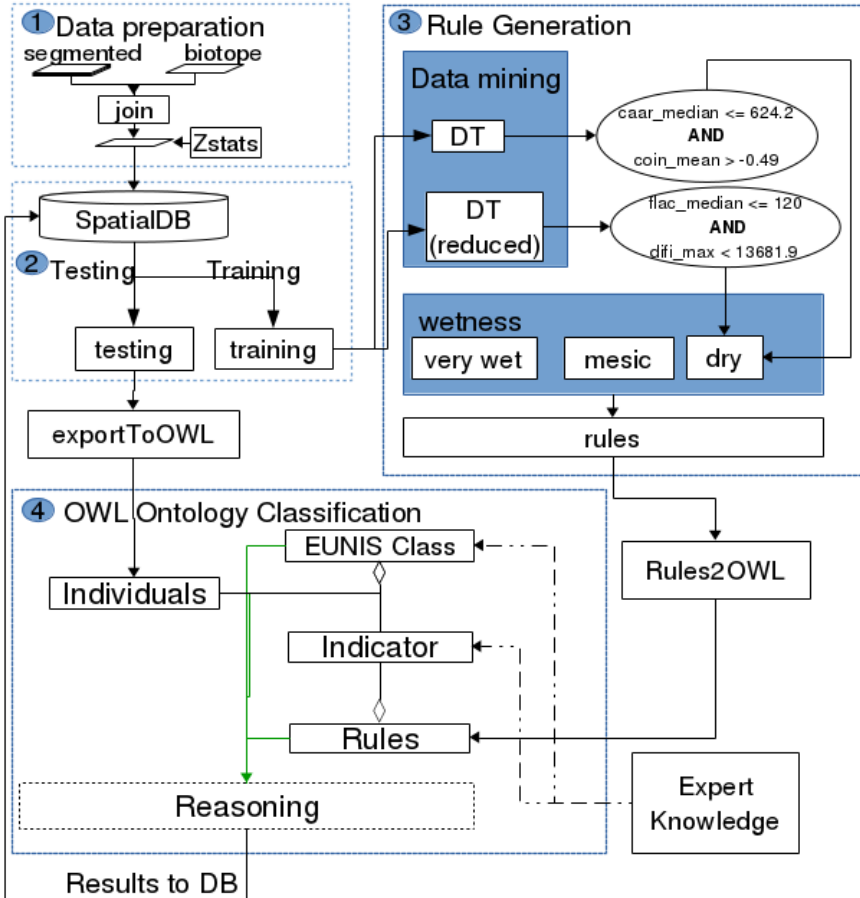 1 Data preparation
segmented
biotope
join
Zstats
SpatialDB
2 Testing
Training
testing
training
exportToOWL
3 Rule Generation
Data mining
DT
caar_median <= 624.2
AND
coin_mean > -0.49
DT
(reduced)
flac_median <= 120
AND
difi_max < 13681.9
wetness
very wet
mesic
dry
rules
Rules2OWL
4 OWL Ontology Classification
EUNIS Class
Individuals
Indicator
Rules
Reasoning
Expert
Knowledge
Results to DB